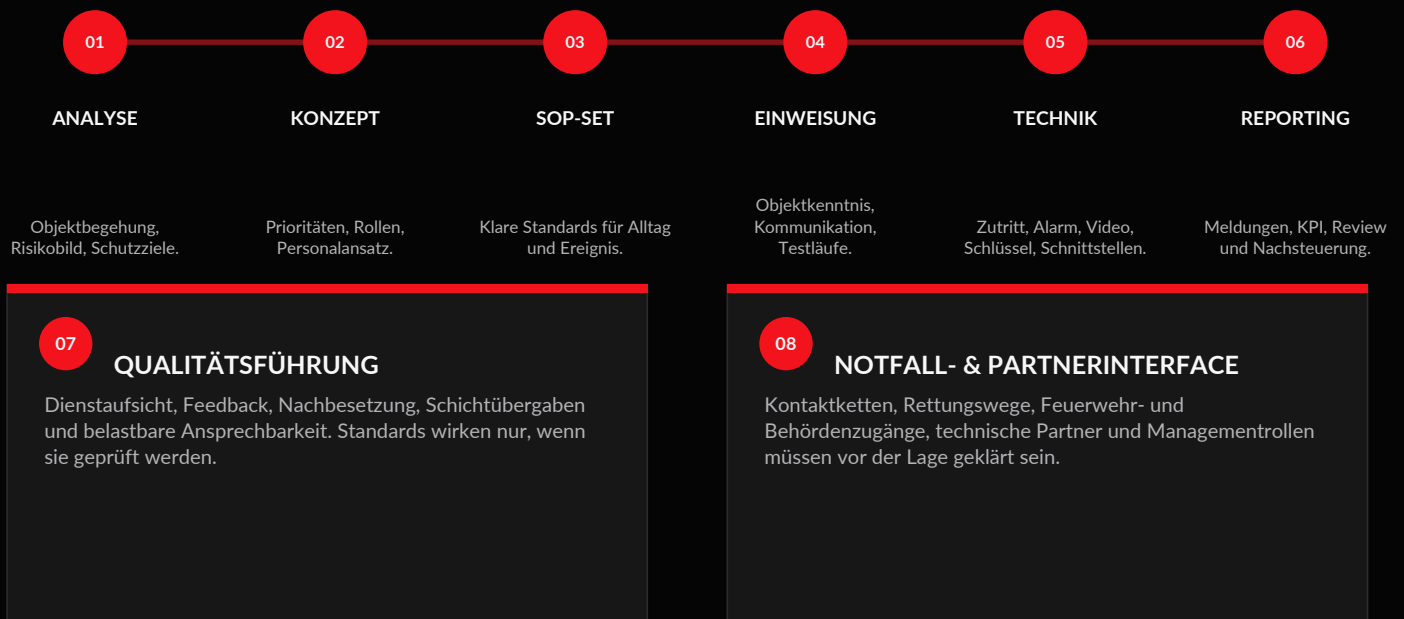 01
02
03
04
05
06
ANALYSE
KONZEPT
SOP-SET
EINWEISUNG
TECHNIK
REPORTING
Objektbegehung,
Risikobild, Schutzziele.
Prioritäten, Rollen,
Personalansatz.
Klare Standards für Alltag
und Ereignis.
Objektkenntnis,
Kommunikation,
Testläufe.
Zutritt, Alarm, Video,
Schlüssel, Schnittstellen.
Meldungen, KPI, Review
und Nachsteuerung.
07
QUALITÄTSFÜHRUNG
Dienstaufsicht, Feedback, Nachbesetzung, Schichtübergaben
und belastbare Ansprechbarkeit. Standards wirken nur, wenn
sie geprüft werden.
08
NOTFALL- & PARTNERINTERFACE
Kontaktketten, Rettungswege, Feuerwehr- und
Behördenzugänge, technische Partner und Managementrollen
müssen vor der Lage geklärt sein.